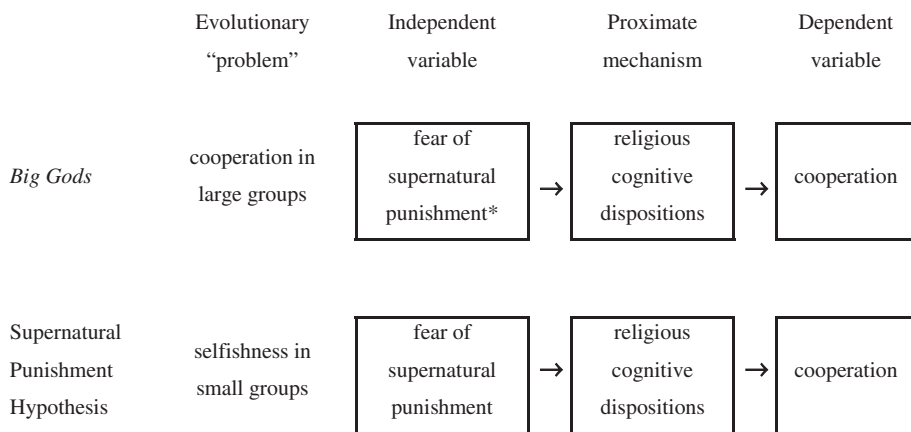 Evolutionary Independent Proximate Dependent
“problem” variable mechanism variable
fear of religious
Big Gods cooperation in supernatural cognitive cooperation
large groups punishment* → dispositions →
Supernatural fear of religious
Punishment selfishness in supernatural cognitive cooperation
Hypothesis small groups punishment → dispositions →